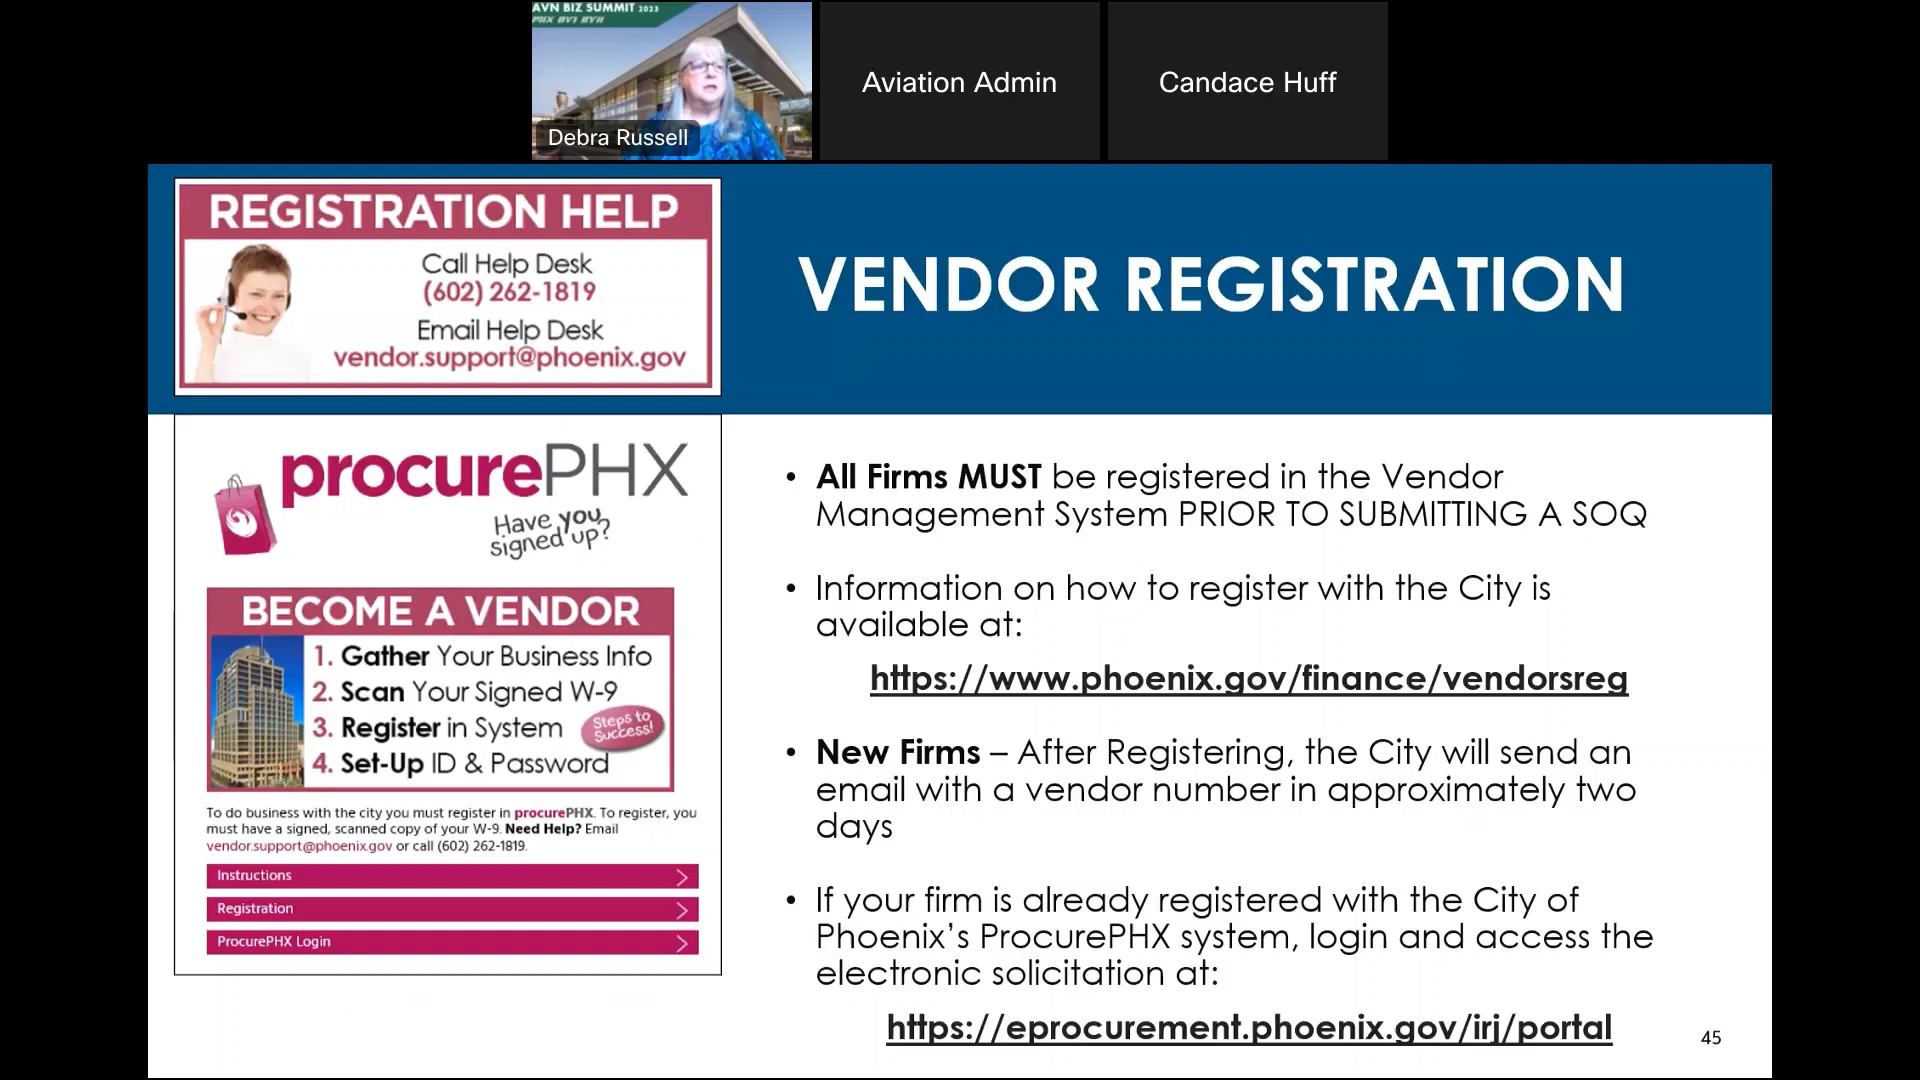 AVN BIZ SUMMIT 2023
Debra Russell
Aviation Admin
Candace Huff
REGISTRATION HELP
Call Help Desk
(602) 262-1819
Email Help Desk
vendor.support@phoenix.gov
VENDOR REGISTRATION
procurePHX
Have you
signed up?
BECOME A VENDOR
1. Gather Your Business Info
2. Scan Your Signed W-9
3. Register in System
Steps to
Success!
4. Set-Up ID & Password
To do business with the city you must register in procurePHX. To register, you
must have a signed, scanned copy of your W-9. Need Help? Email
vendor.support@phoenix.gov or call (602) 262-1819.
Instructions
Registration
ProcurePHX Login
• All Firms MUST be registered in the Vendor
Management System PRIOR TO SUBMITTING A SOQ
• Information on how to register with the City is
available at:
https://www.phoenix.gov/finance/vendorsreg
• New Firms – After Registering, the City will send an
email with a vendor number in approximately two
days
• If your firm is already registered with the City of
Phoenix’s ProcurePHX system, login and access the
electronic solicitation at:
https://eprocurement.phoenix.gov/irj/portal
45